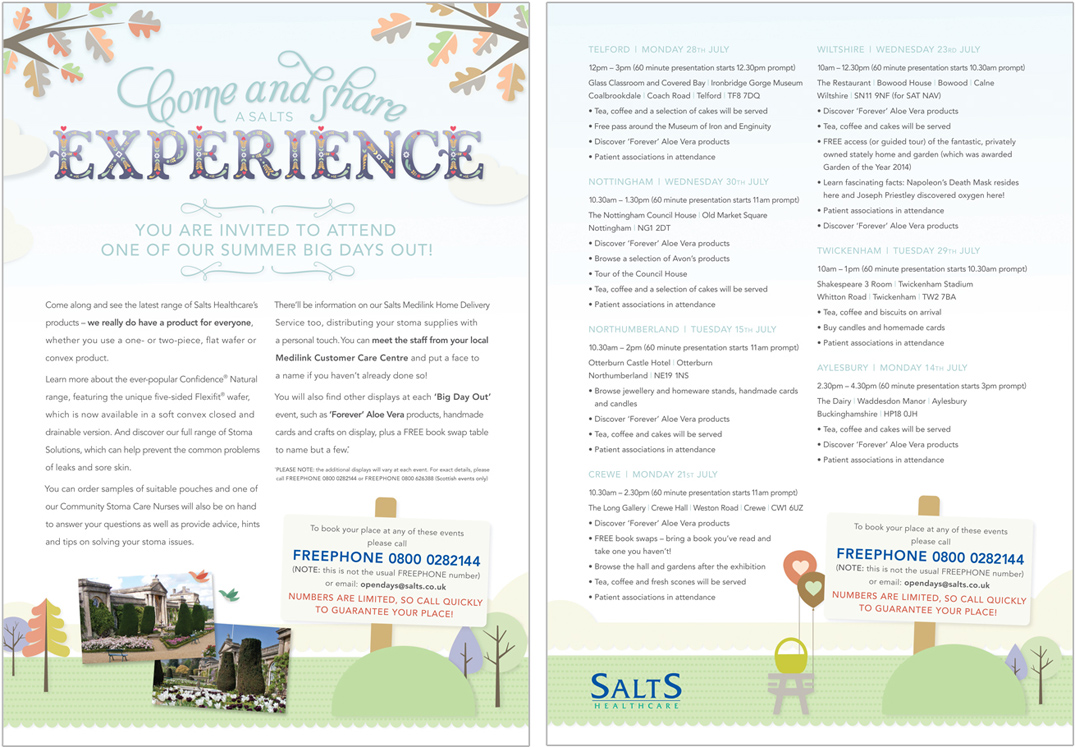 Come and share
A SALTS
EXPERIENCE
YOU ARE INVITED TO ATTEND
ONE OF OUR SUMMER BIG DAYS OUT!
Come along and see the latest range of Salts Healthcare's
products – we really do have a product for everyone,
whether you use a one- or two-piece, flat wafer or
convex product.
Learn more about the ever-popular Confidence® Natural
range, featuring the unique five-sided Flexifit® wafer,
which is now available in a soft convex closed and
drainable version. And discover our full range of Stoma
Solutions, which can help prevent the common problems
of leaks and sore skin.
You can order samples of suitable pouches and one of
our Community Stoma Care Nurses will also be on hand
to answer your questions as well as provide advice, hints
and tips on solving your stoma issues.
There'll be information on our Salts Medilink Home Delivery
Service too, distributing your stoma supplies with
a personal touch. You can meet the staff from your local
Medilink Customer Care Centre and put a face to
a name if you haven't already done so!
You will also find other displays at each 'Big Day Out'
event, such as 'Forever' Aloe Vera products, handmade
cards and crafts on display, plus a FREE book swap table
to name but a few.*
*PLEASE NOTE: the additional displays will vary at each event. For exact details, please
call FREEPHONE 0800 0282144 or FREEPHONE 0800 626388 (Scottish events only)
To book your place at any of these events
please call
FREEPHONE 0800 0282144
(NOTE: this is not the usual FREEPHONE number)
or email: opendays@salts.co.uk
NUMBERS ARE LIMITED, SO CALL QUICKLY
TO GUARANTEE YOUR PLACE!
TELFORD | MONDAY 28TH JULY
12pm – 3pm (60 minute presentation starts 12.30pm prompt)
Glass Classroom and Covered Bay | Ironbridge Gorge Museum
Coalbrookdale | Coach Road | Telford | TF8 7DQ
• Tea, coffee and a selection of cakes will be served
• Free pass around the Museum of Iron and Enginuity
• Discover 'Forever' Aloe Vera products
• Patient associations in attendance
NOTTINGHAM | WEDNESDAY 30TH JULY
10.30am – 1.30pm (60 minute presentation starts 11am prompt)
The Nottingham Council House | Old Market Square
Nottingham | NG1 2DT
• Discover 'Forever' Aloe Vera products
• Browse a selection of Avon's products
• Tour of the Council House
• Tea, coffee and a selection of cakes will be served
• Patient associations in attendance
NORTHUMBERLAND | TUESDAY 15TH JULY
10.30am – 2pm (60 minute presentation starts 11am prompt)
Otterburn Castle Hotel | Otterburn
Northumberland | NE19 1NS
• Browse jewellery and homeware stands, handmade cards
and candles
• Discover 'Forever' Aloe Vera products
• Tea, coffee and cakes will be served
• Patient associations in attendance
CREWE | MONDAY 21ST JULY
10.30am – 2.30pm (60 minute presentation starts 11am prompt)
The Long Gallery | Crewe Hall | Weston Road | Crewe | CW1 6UZ
• Discover 'Forever' Aloe Vera products
• FREE book swaps – bring a book you've read and
take one you haven't!
• Browse the hall and gardens after the exhibition
• Tea, coffee and fresh scones will be served
• Patient associations in attendance
WILTSHIRE | WEDNESDAY 23RD JULY
10am – 12.30pm (60 minute presentation starts 10.30am prompt)
The Restaurant | Bowood House | Bowood | Calne
Wiltshire | SN11 9NF (for SAT NAV)
• Discover 'Forever' Aloe Vera products
• Tea, coffee and cakes will be served
• FREE access (or guided tour) of the fantastic, privately
owned stately home and garden (which was awarded
Garden of the Year 2014)
• Learn fascinating facts: Napoleon's Death Mask resides
here and Joseph Priestley discovered oxygen here!
• Patient associations in attendance
• Discover 'Forever' Aloe Vera products
TWICKENHAM | TUESDAY 29TH JULY
10am – 1pm (60 minute presentation starts 10.30am prompt)
Shakespeare 3 Room | Twickenham Stadium
Whitton Road | Twickenham | TW2 7BA
• Tea, coffee and biscuits on arrival
• Buy candles and homemade cards
• Patient associations in attendance
AYLESBURY | MONDAY 14TH JULY
2.30pm – 4.30pm (60 minute presentation starts 3pm prompt)
The Dairy | Waddesdon Manor | Aylesbury
Buckinghamshire | HP18 0JH
• Tea, coffee and a selection of cakes will be served
• Discover 'Forever' Aloe Vera products
• Patient associations in attendance
To book your place at any of these events
please call
FREEPHONE 0800 0282144
(NOTE: this is not the usual FREEPHONE number)
or email: opendays@salts.co.uk
NUMBERS ARE LIMITED, SO CALL QUICKLY
TO GUARANTEE YOUR PLACE!
SALTS
HEALTHCARE